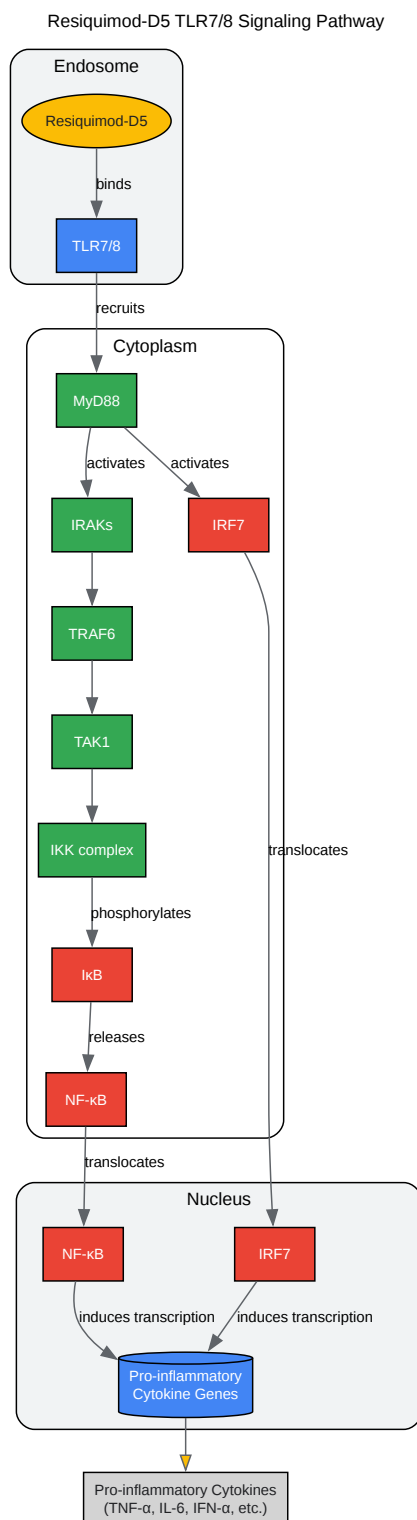 Resiquimod-D5 TLR7/8 Signaling Pathway
Endosome
Resiquimod-D5
binds
TLR7/8
recruits
Cytoplasm
MyD88
activates
activates
IRAKs
IRF7
TRAF6
TAK1
IKK complex
translocates
phosphorylates
IκB
releases
NF-κB
translocates
Nucleus
NF-κB
IRF7
induces transcription
induces transcription
Pro-inflammatory
Cytokine Genes
Pro-inflammatory Cytokines
(TNF-α, IL-6, IFN-α, etc.)